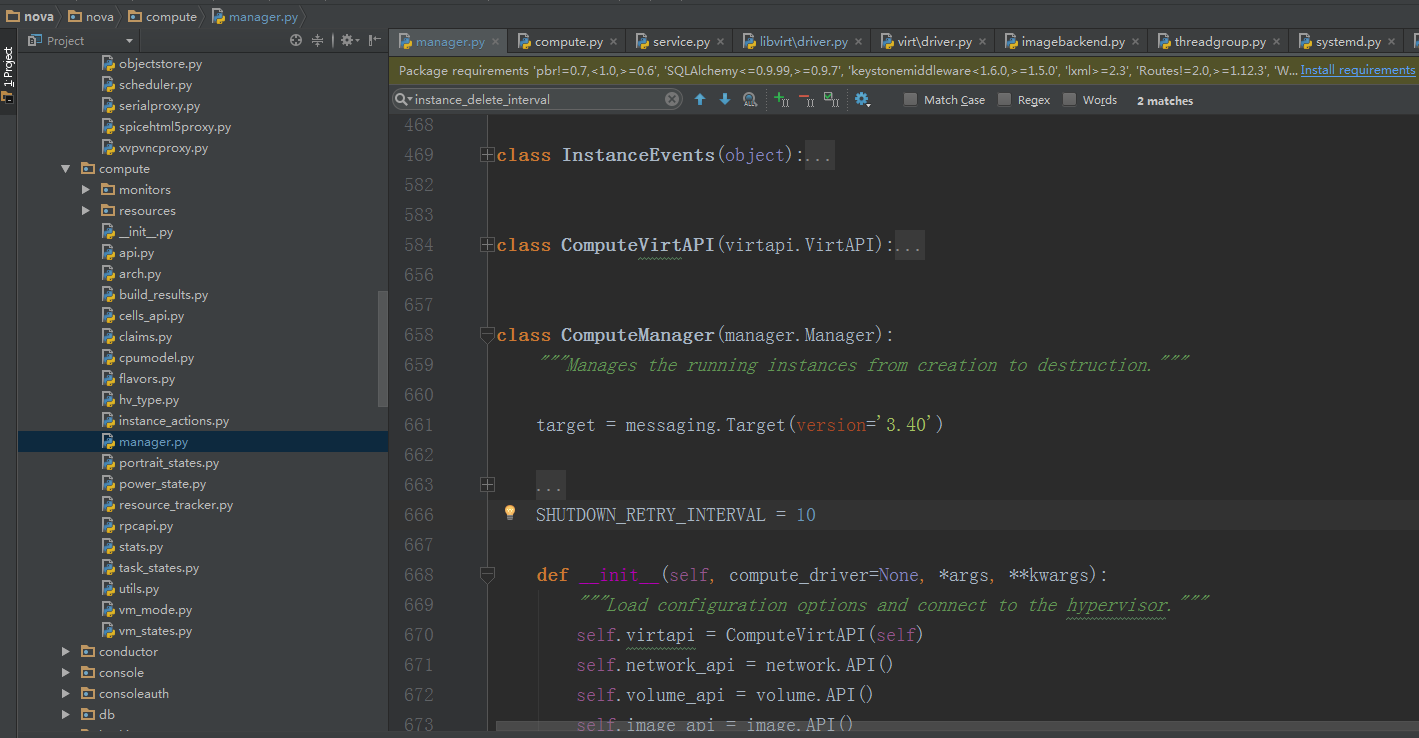 nova nova compute manager.py
Project
manager.py compute.py service.py libvirt\driver.py virt\driver.py imagebackend.py threadgroup.py systemd.py
1: Project
Package requirements 'pbr!=0.7,<1.0,>=0.6', 'SQLAlchemy<=0.9.99,>=0.9.7', 'keystonemiddleware<1.6.0,>=1.5.0', 'lxml>=2.3', 'Routes!=2.0,>=1.12.3', 'W... Install requirements
instance_delete_interval Match Case Regex Words 2 matches
objectstore.py
scheduler.py
serialproxy.py
spicehtml5proxy.py
xvpvncproxy.py
compute
monitors
resources
__init__.py
api.py
arch.py
build_results.py
cells_api.py
claims.py
cpumodel.py
flavors.py
hv_type.py
instance_actions.py
manager.py
portrait_states.py
power_state.py
resource_tracker.py
rpcapi.py
stats.py
task_states.py
utils.py
vm_mode.py
vm_states.py
conductor
console
consoleauth
db
468
469 class InstanceEvents(object):...
582
583
584 class ComputeVirtAPI(virtapi.VirtAPI):...
656
657
658 class ComputeManager(manager.Manager):
659 """Manages the running instances from creation to destruction."""
660
661 target = messaging.Target(version='3.40')
662
663 ...
666 SHUTDOWN_RETRY_INTERVAL = 10
667
668 def __init__(self, compute_driver=None, *args, **kwargs):
669 """Load configuration options and connect to the hypervisor."""
670 self.virtapi = ComputeVirtAPI(self)
671 self.network_api = network.API()
672 self.volume_api = volume.API()
673 self.image_api = image.API()